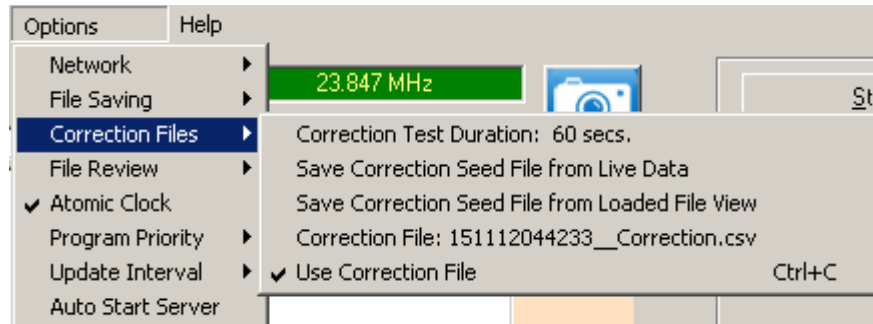 Options Help
Network
23.847 MHz
File Saving
St
Correction Files
Correction Test Duration: 60 secs.
File Review
Save Correction Seed File from Live Data
Atomic Clock
Save Correction Seed File from Loaded File View
Program Priority
Correction File: 151112044233__Correction.csv
Update Interval
Use Correction File Ctrl+C
Auto Start Server